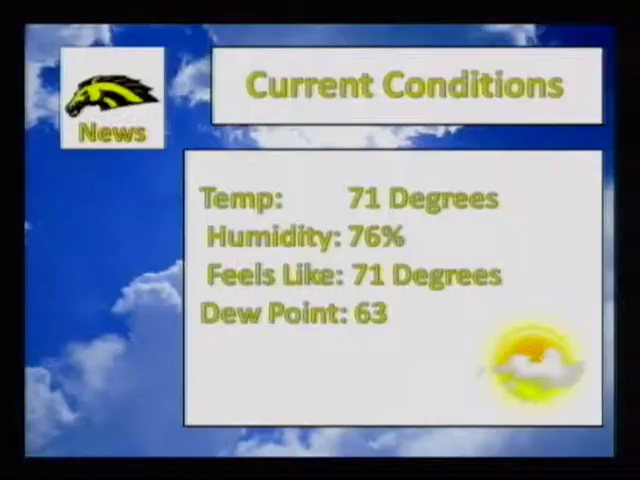 Current Conditions
News
Temp: 71 Degrees
Humidity: 76%
Feels Like: 71 Degrees
Dew Point: 63